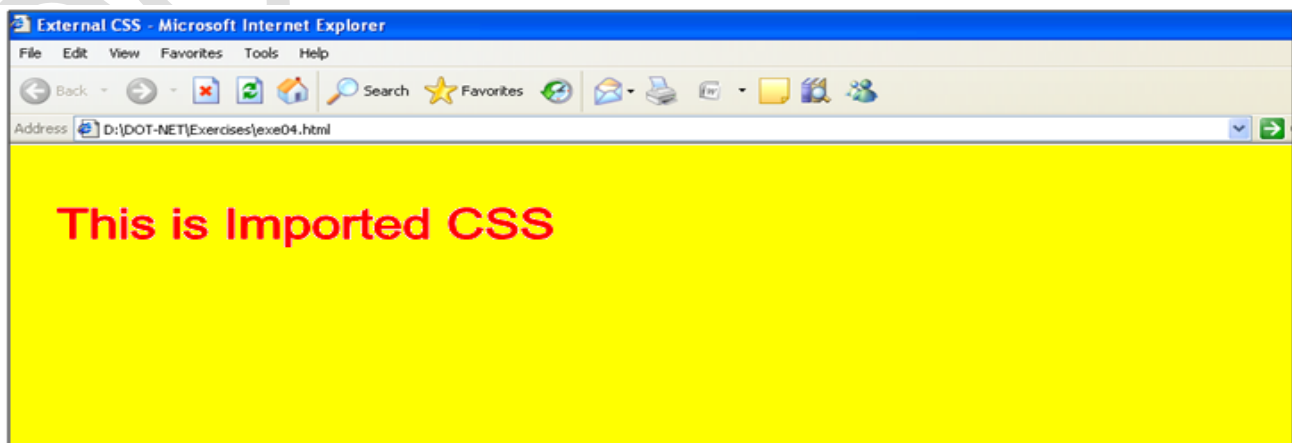 External CSS - Microsoft Internet Explorer
File Edit View Favorites Tools Help
Back Search Favorites
Address D:\DOT-NET\Exercises\exe04.html
This is Imported CSS